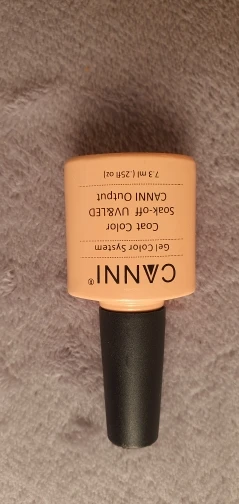 CANNI®
Gel Color System
Coat Color
Soak-off UV&LED
CANNI Output
7.3 ml (.25fl oz)